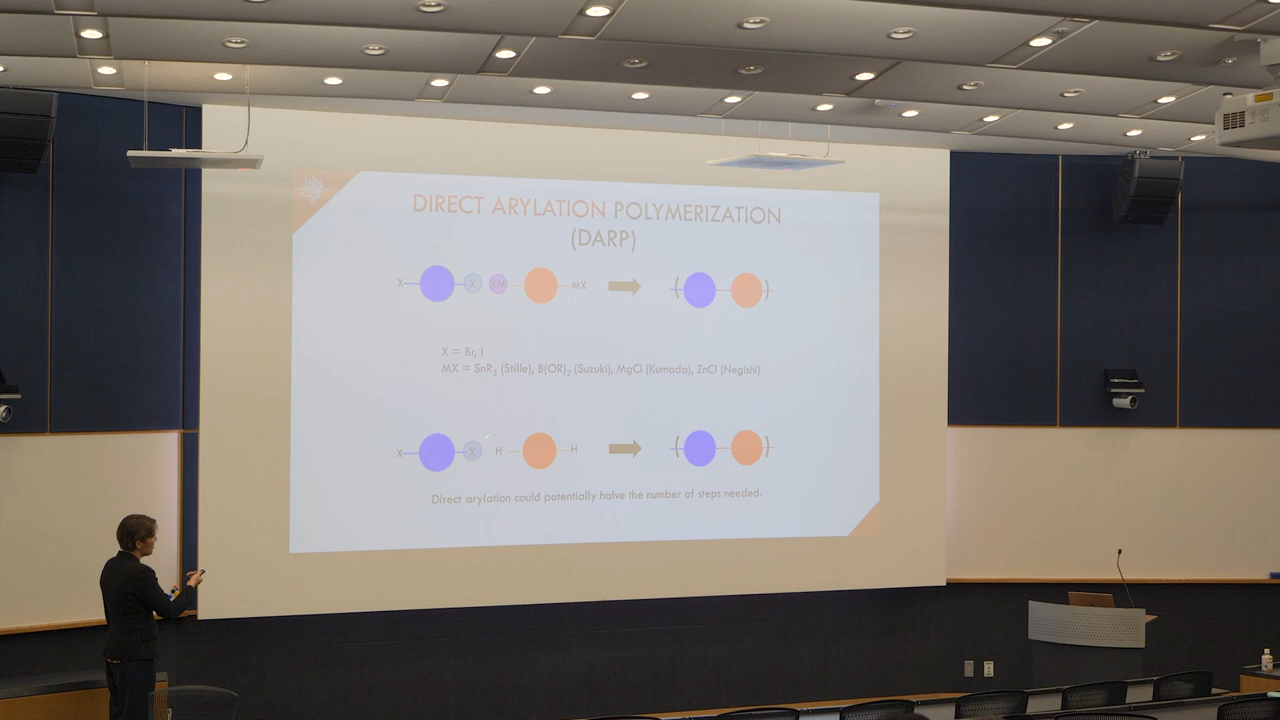 DIRECT ARYLATION POLYMERIZATION
(DARP)
X X XM MX ( )
X = Br, I
MX = SnR₃ (Stille), B(OR)₂ (Suzuki), MgCl (Kumada), ZnCl (Negishi)
X X H H ( )
Direct arylation could potentially halve the number of steps needed.